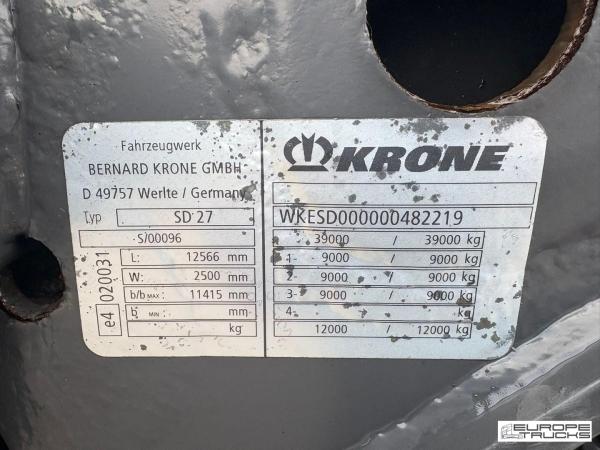 Fahrzeugwerk
BERNARD KRONE GMBH
D 49757 Werlte / Germany
Typ SD 27
S/00096
L: 12566 mm
W: 2500 mm
b/b MAX: 11415 mm
b MIN: mm
kg
e4 020031
KRONE
WKESD000000482219
39000 / 39000 kg
1- 9000 / 9000 kg
2- 9000 / 9000 kg
3- 9000 / 9000 kg
4- / kg
12000 / 12000 kg
EUROPE
TRUCKS